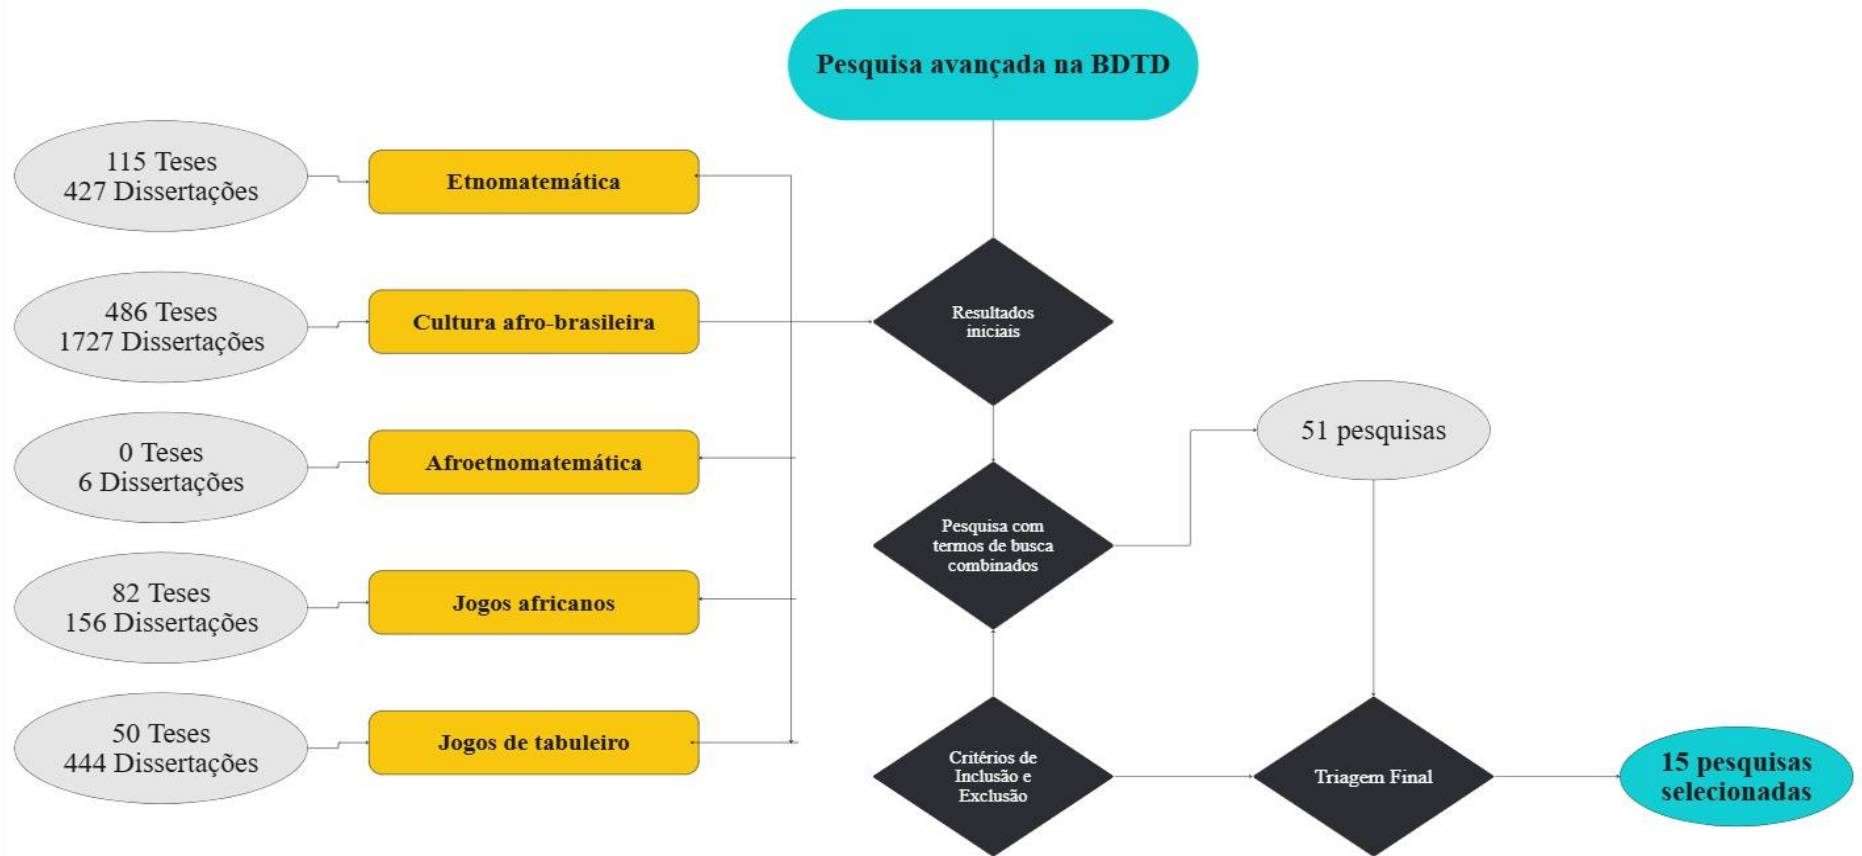 Pesquisa avançada na BDTD
115 Teses
427 Dissertações
Etnomatemática
486 Teses
1727 Dissertações
Cultura afro-brasileira
Resultados
iniciais
0 Teses
6 Dissertações
Afroetnomatemática
51 pesquisas
Pesquisa com
termos de busca
combinados
82 Teses
156 Dissertações
Jogos africanos
50 Teses
444 Dissertações
Jogos de tabuleiro
Critérios de
Inclusão e
Exclusão
Triagem Final
15 pesquisas
selecionadas